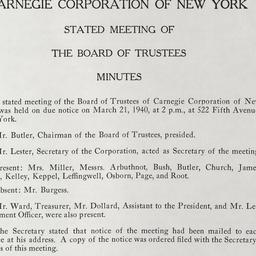 ARNEGIE CORPORATION OF NEW YORK
STATED MEETING OF
THE BOARD OF TRUSTEES
MINUTES
stated meeting of the Board of Trustees of Carnegie Corporation of New
was held on due notice on March 21, 1940, at 2 p.m., at 522 Fifth Avenue
York.
Mr. Butler, Chairman of the Board of Trustees, presided.
Mr. Lester, Secretary of the Corporation, acted as Secretary of the meeting
resent: Mrs. Miller, Messrs. Arbuthnot, Bush, Butler, Church, Jame
, Kelley, Keppel, Leffingwell, Osborn, Page, and Root.
bsent: Mr. Burgess.
Mr. Ward, Treasurer, Mr. Dollard, Assistant to the President, and Mr. Le
ment Officer, were also present.
he Secretary stated that notice of the meeting had been mailed to each
e at his address. A copy of the notice was ordered filed with the Secretary
s of this meeting.